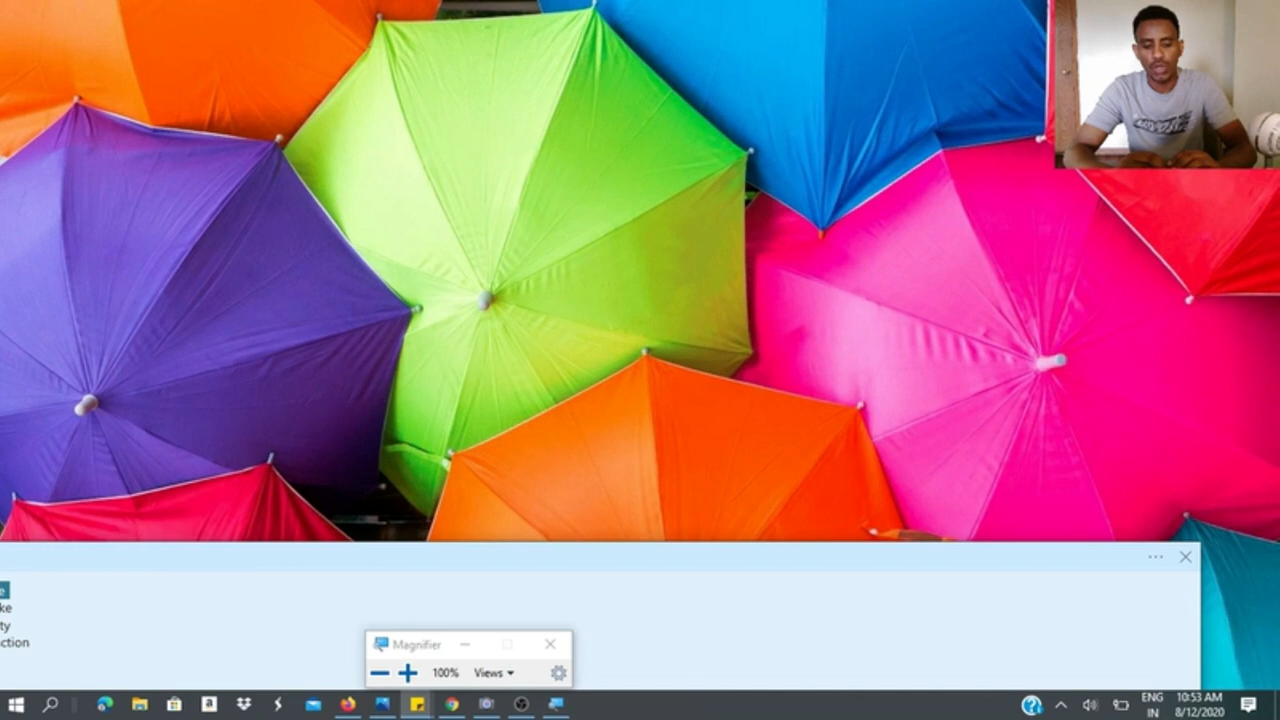 e
ke
ty
ction
Magnifier
100% Views
ENG 10:53 AM
IN 8/12/2020